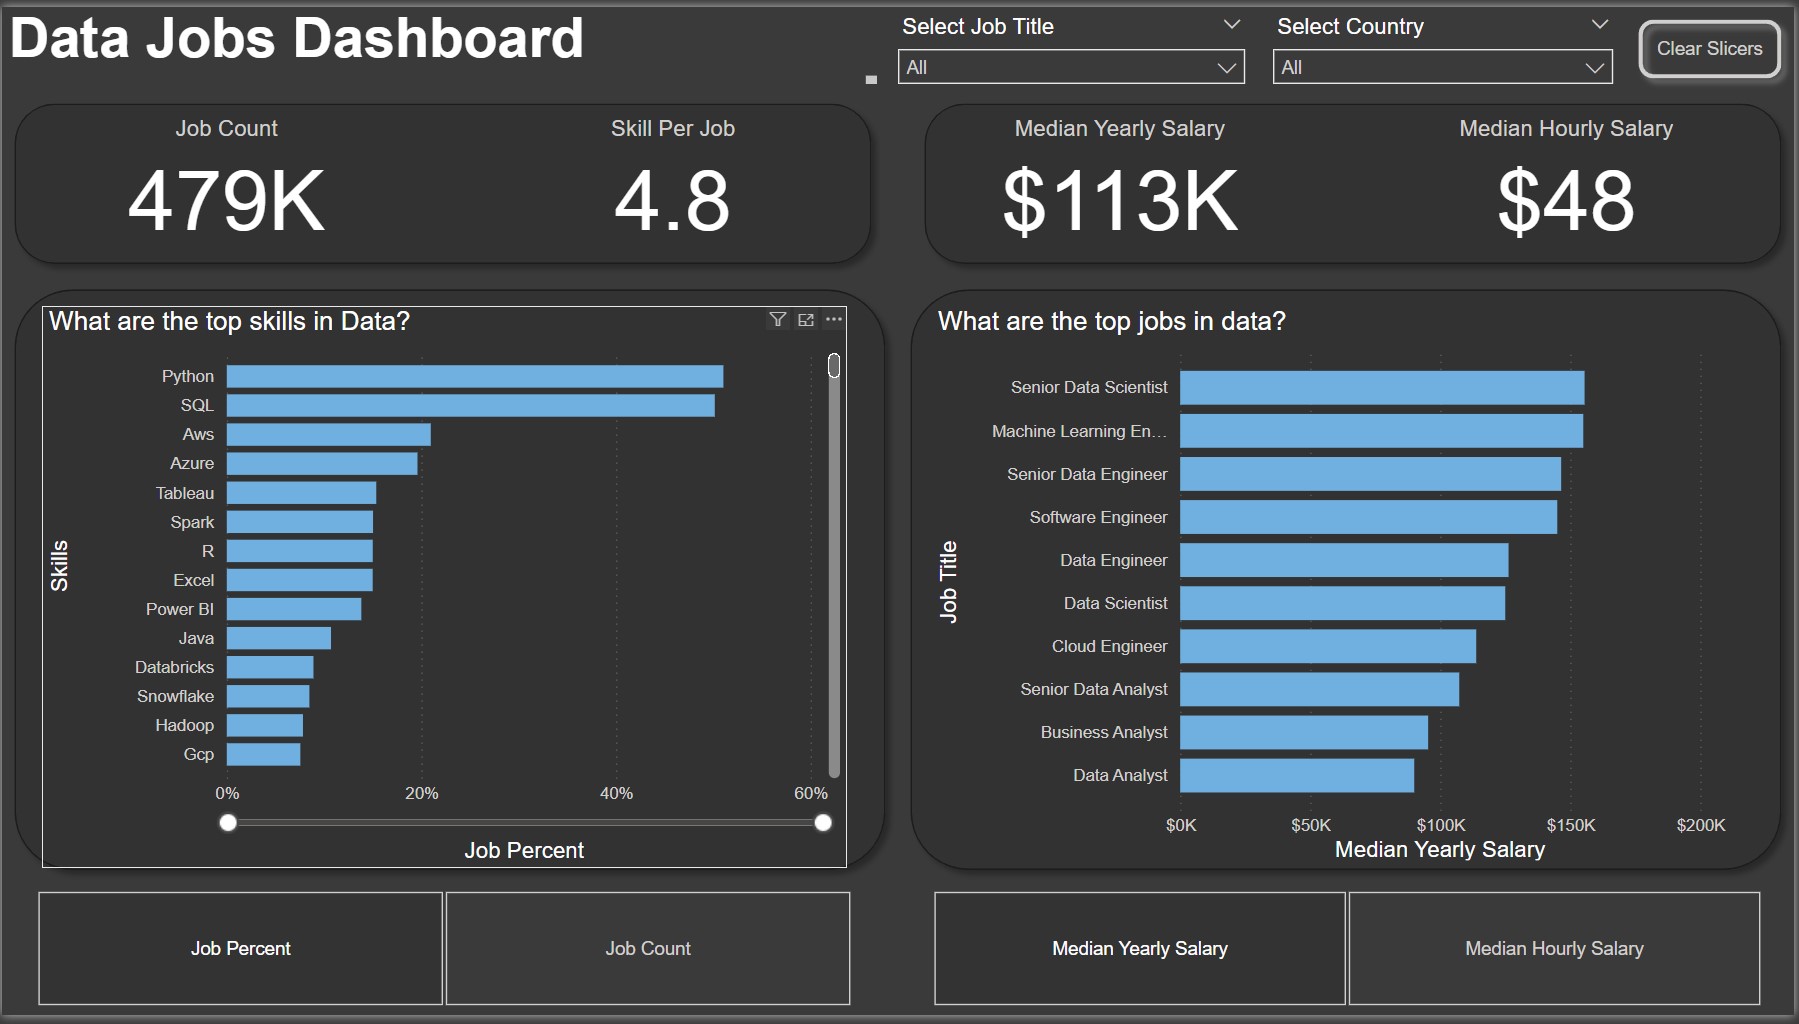 Data Jobs Dashboard
Select Job Title
All
Select Country
All
Clear Slicers
Job Count
479K
Skill Per Job
4.8
Median Yearly Salary
$113K
Median Hourly Salary
$48
What are the top skills in Data?
Skills
Python
SQL
Aws
Azure
Tableau
Spark
R
Excel
Power BI
Java
Databricks
Snowflake
Hadoop
Gcp
0% 20% 40% 60%
Job Percent
What are the top jobs in data?
Job Title
Senior Data Scientist
Machine Learning En...
Senior Data Engineer
Software Engineer
Data Engineer
Data Scientist
Cloud Engineer
Senior Data Analyst
Business Analyst
Data Analyst
$0K $50K $100K $150K $200K
Median Yearly Salary
Job Percent
Job Count
Median Yearly Salary
Median Hourly Salary